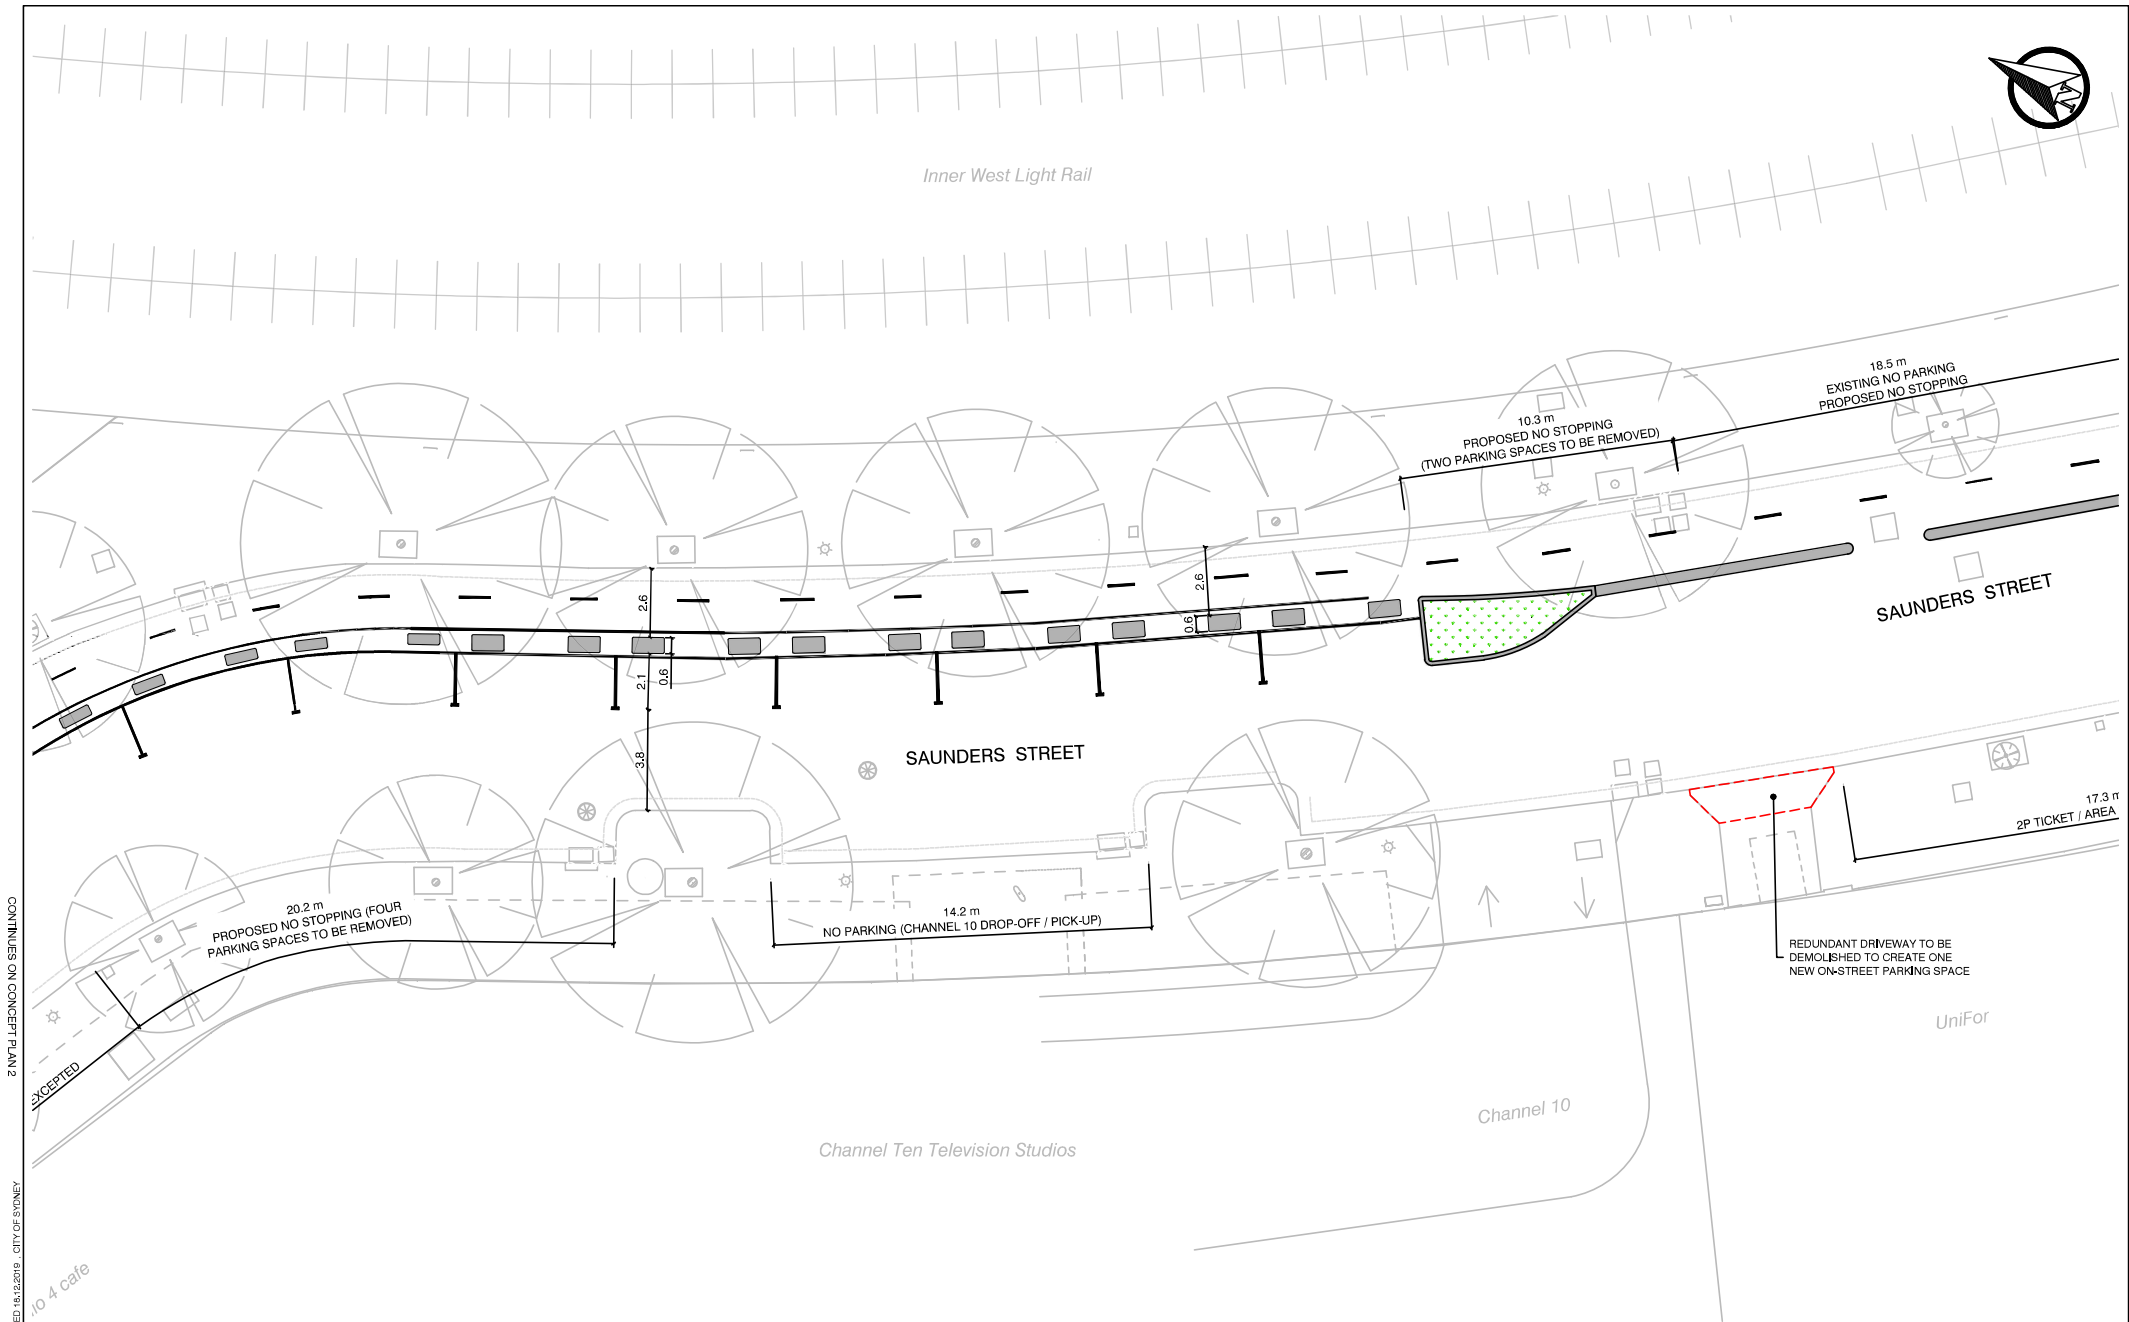 N
Inner West Light Rail
18.5 m
EXISTING NO PARKING
PROPOSED NO STOPPING
10.3 m
PROPOSED NO STOPPING
(TWO PARKING SPACES TO BE REMOVED)
SAUNDERS STREET
2.6
2.6
0.6
2.1
0.6
3.8
SAUNDERS STREET
17.3 m
2P TICKET / AREA
20.2 m
PROPOSED NO STOPPING (FOUR
PARKING SPACES TO BE REMOVED)
14.2 m
NO PARKING (CHANNEL 10 DROP-OFF / PICK-UP)
REDUNDANT DRIVEWAY TO BE
DEMOLISHED TO CREATE ONE
NEW ON-STREET PARKING SPACE
UniFor
EXCEPTED
Channel 10
Channel Ten Television Studios
io 4 cafe
CONTINUES ON CONCEPT PLAN 2
ED 18.12.2019 , CITY OF SYDNEY